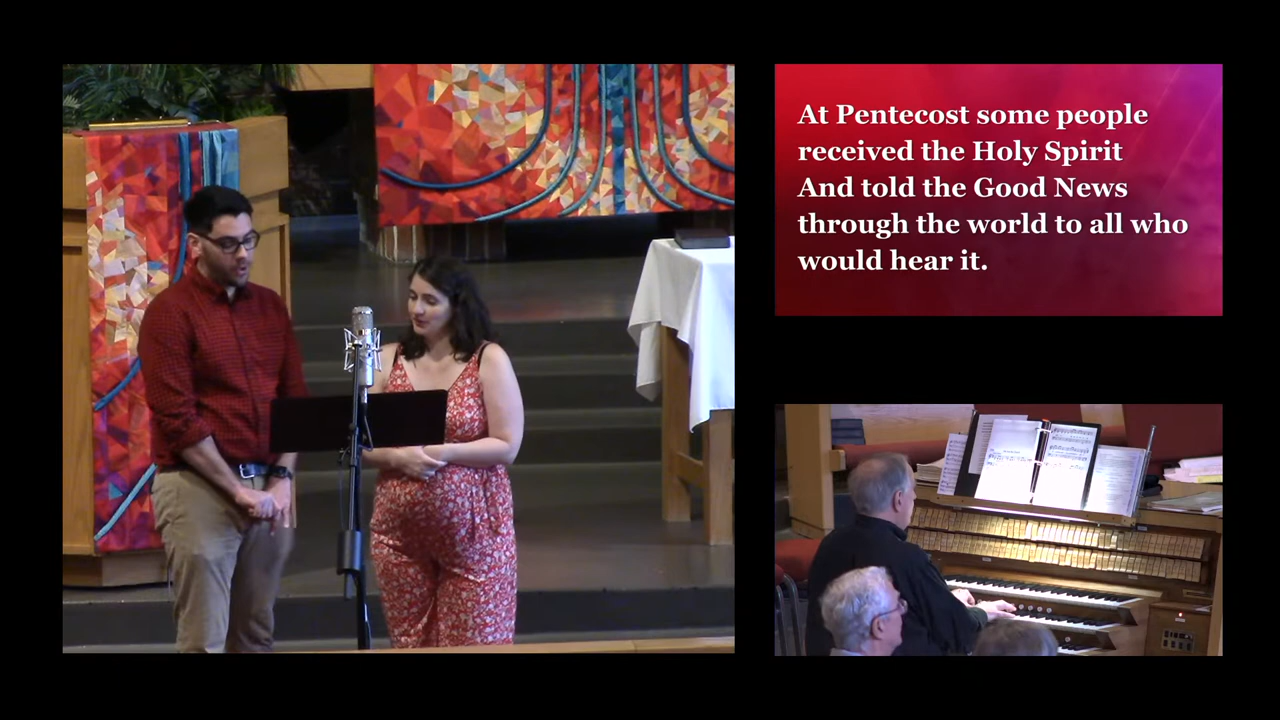 At Pentecost some people
received the Holy Spirit
And told the Good News
through the world to all who
would hear it.